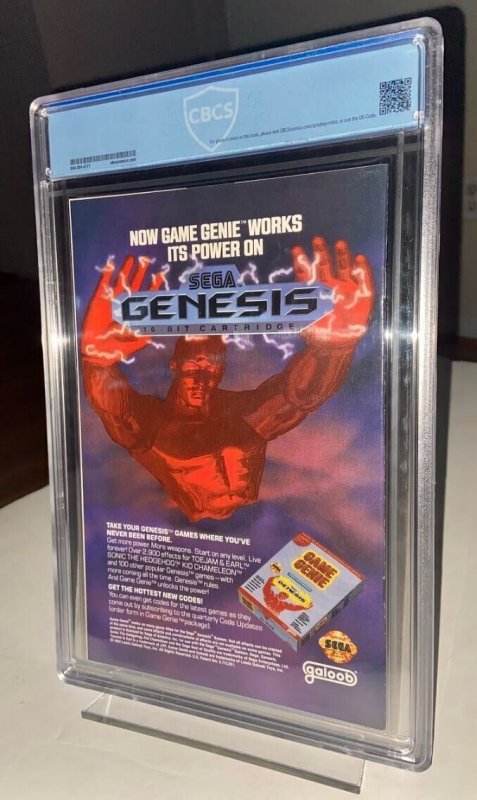 CBCS
NOW GAME GENIE™ WORKS
ITS POWER ON
SEGA
GENESIS™
16-BIT CARTRIDGE
TAKE YOUR GENESIS™ GAMES WHERE YOU'VE
NEVER BEEN BEFORE.
Get more power. More weapons. Start on any level. Live
forever! Over 2,900 effects for TOEJAM & EARL™
SONIC THE HEDGEHOG™ KID CHAMELEON™
and 100 other popular Genesis™ games—with
more coming all the time. Genesis™ rules.
And Game Genie™ unlocks the power!
GET THE HOTTEST NEW CODES!
You can even get codes for the latest games as they
come out by subscribing to the quarterly Code Updates
(order form in Game Genie™ package)
GAME
GENIE
GENESIS
SEGA
galoob